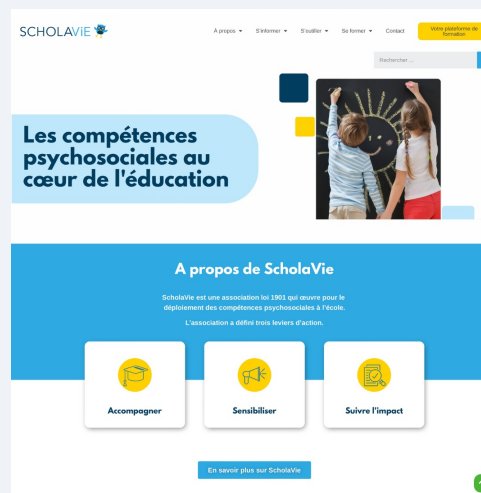 SCHOLAVIE
À propos S'informer S'outiller Se former Contact
Votre plateforme de
formation
Rechercher ...
Les compétences
psychosociales au
cœur de l'éducation
A propos de ScholaVie
ScholaVie est une association loi 1901 qui œuvre pour le
déploiement des compétences psychosociales à l'école.
L'association a défini trois leviers d'action.
Accompagner
Sensibiliser
Suivre l'impact
En savoir plus sur ScholaVie